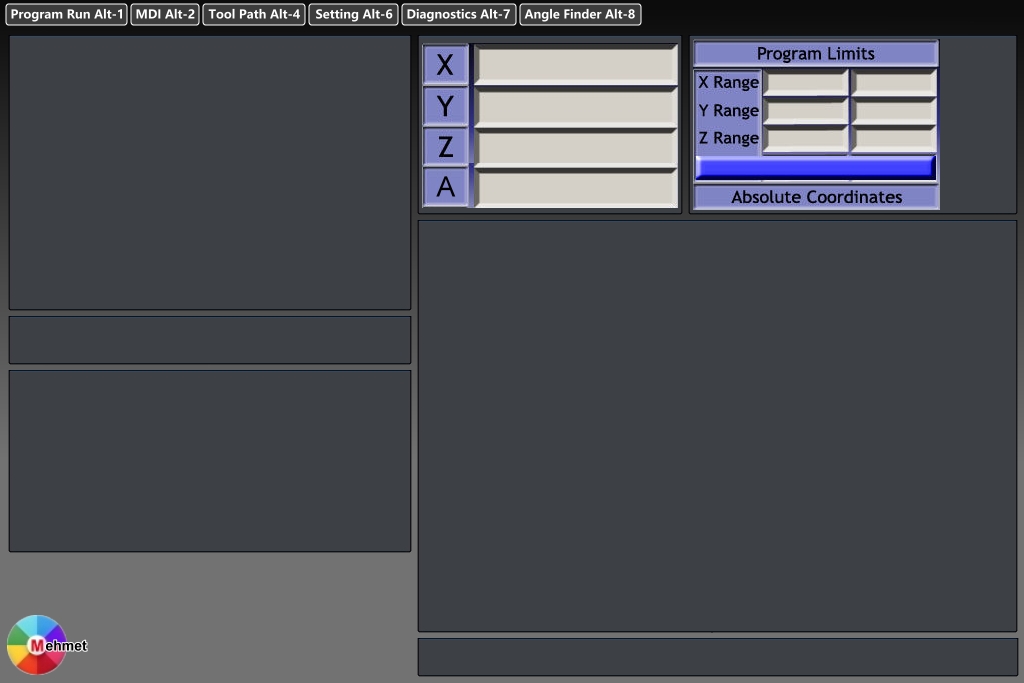 Program Run Alt-1 MDI Alt-2 Tool Path Alt-4 Setting Alt-6 Diagnostics Alt-7 Angle Finder Alt-8
X
Y
Z
A
Program Limits
X Range
Y Range
Z Range
Absolute Coordinates
Mehmet